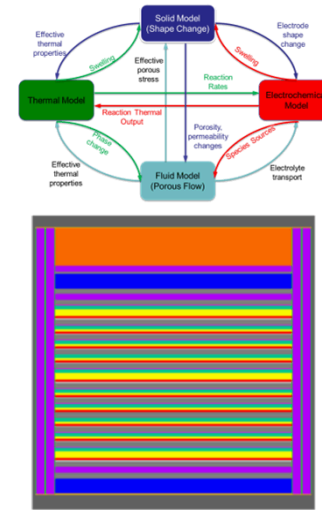 Solid Model
(Shape Change)
Effective
thermal
properties
Swelling
Effective
porous
stress
Swelling
Electrode
shape
change
Thermal Model
Reaction
Rates
Reaction Thermal
Output
Electrochemical
Model
Phase
change
Porosity,
permeability
changes
Species Sources
Effective
thermal
properties
Fluid Model
(Porous Flow)
Electrolyte
transport